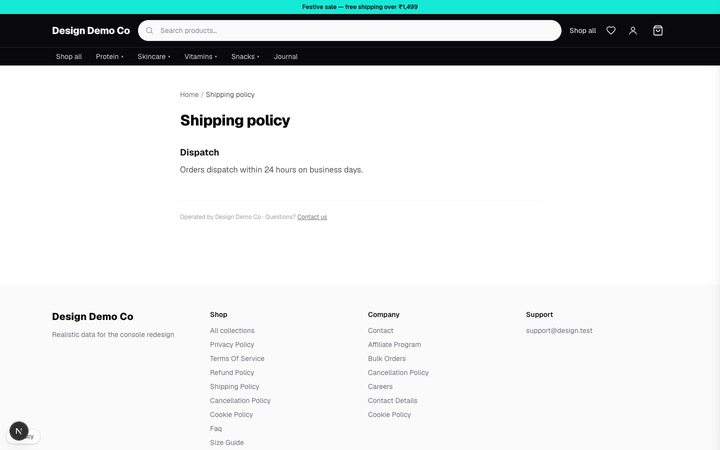 Festive sale — free shipping over ₹1,499
Design Demo Co
Search products...
Shop all
Shop all
Protein
Skincare
Vitamins
Snacks
Journal
Home / Shipping policy
Shipping policy
Dispatch
Orders dispatch within 24 hours on business days.
Operated by Design Demo Co · Questions? Contact us
Design Demo Co
Realistic data for the console redesign
Shop
All collections
Privacy Policy
Terms Of Service
Refund Policy
Shipping Policy
Cancellation Policy
Cookie Policy
Faq
Size Guide
Company
Contact
Affiliate Program
Bulk Orders
Cancellation Policy
Careers
Contact Details
Cookie Policy
Support
support@design.test
N